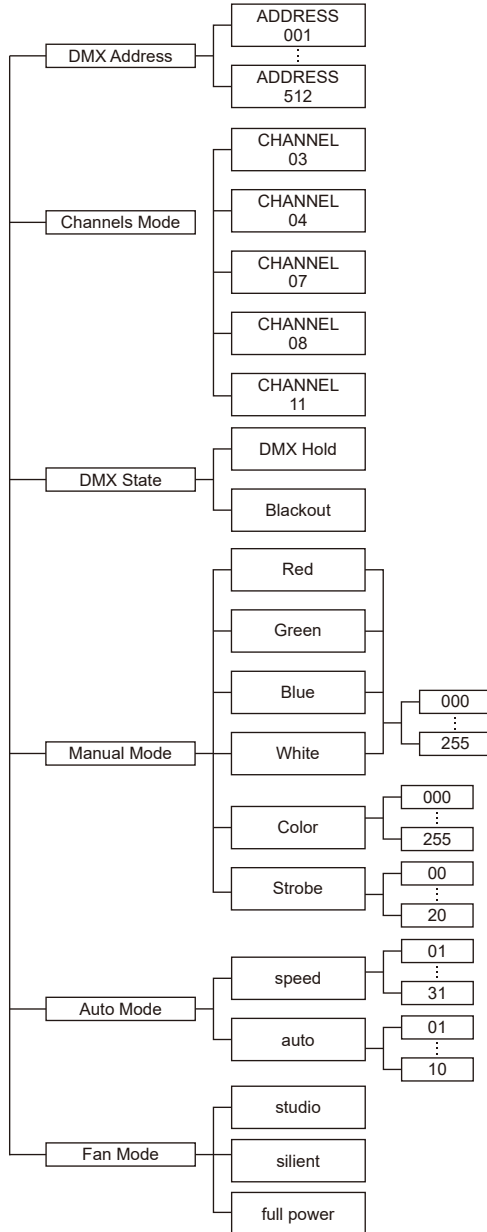 DMX Address
ADDRESS
001
ADDRESS
512
Channels Mode
CHANNEL
03
CHANNEL
04
CHANNEL
07
CHANNEL
08
CHANNEL
11
DMX State
DMX Hold
Blackout
Manual Mode
Red
Green
Blue
White
000
255
Color
000
255
Strobe
00
20
Auto Mode
speed
01
31
auto
01
10
Fan Mode
studio
silient
full power